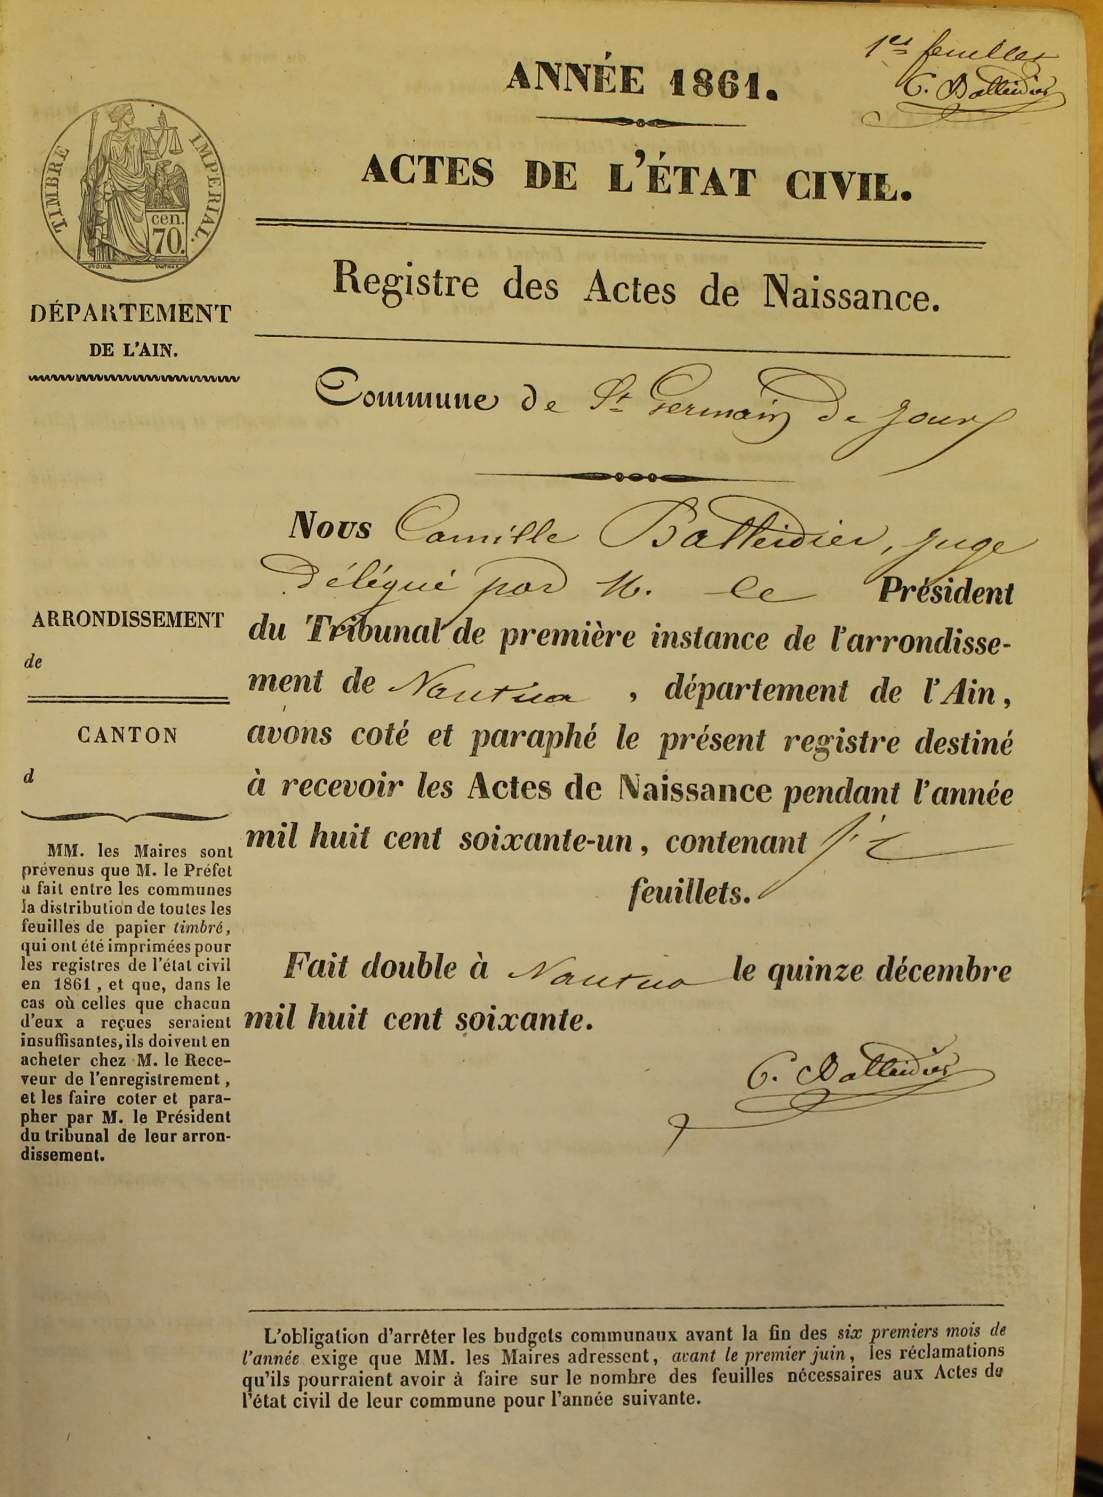 1er feuillet
C. Batteidier
ANNÉE 1861.
ACTES DE L'ÉTAT CIVIL.
TIMBRE IMPERIAL.
cen.
70.
Registre des Actes de Naissance.
DÉPARTEMENT
DE L'AIN.
Commune de St Germain de Joux
Nous Camille Batteidier, juge
délégué par M. le Président
du Tribunal de première instance de l'arrondisse-
ment de Nantua, département de l'Ain,
avons coté et paraphé le présent registre destiné
à recevoir les Actes de Naissance pendant l'année
mil huit cent soixante-un, contenant
feuillets.
Fait double à Nantua le quinze décembre
mil huit cent soixante.
C. Batteidier
ARRONDISSEMENT
de
CANTON
d
MM. les Maires sont
prévenus que M. le Préfet
a fait entre les communes
la distribution de toutes les
feuilles de papier timbré,
qui ont été imprimées pour
les registres de l'état civil
en 1861, et que, dans le
cas où celles que chacun
d'eux a reçues seraient
insuffisantes, ils doivent en
acheter chez M. le Rece-
veur de l'enregistrement,
et les faire coter et para-
pher par M. le Président
du tribunal de leur arron-
dissement.
L'obligation d'arrêter les budgets communaux avant la fin des six premiers mois de
l'année exige que MM. les Maires adressent, avant le premier juin, les réclamations
qu'ils pourraient avoir à faire sur le nombre des feuilles nécessaires aux Actes de
l'état civil de leur commune pour l'année suivante.